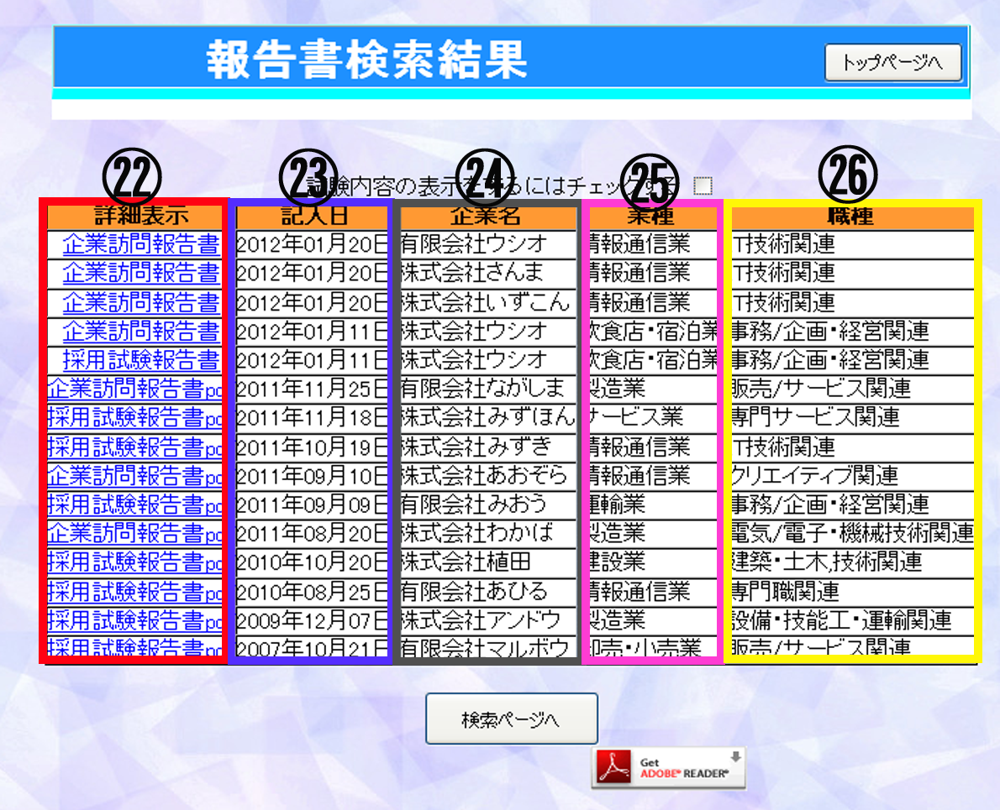 報告書検索結果
トップページへ
㉒ ㉓ ㉔ ㉕ ㉖
試験内容の表示をするにはチェックする
詳細表示 記入日 企業名 業種 職種
企業訪問報告書 2012年01月20日 有限会社ウシオ 情報通信業 IT技術関連
企業訪問報告書 2012年01月20日 株式会社さんま 情報通信業 IT技術関連
企業訪問報告書 2012年01月20日 株式会社いずこん 情報通信業 IT技術関連
企業訪問報告書 2012年01月11日 株式会社ウシオ 飲食店・宿泊業 事務/企画・経営関連
採用試験報告書 2012年01月11日 株式会社ウシオ 飲食店・宿泊業 事務/企画・経営関連
企業訪問報告書pd 2011年11月25日 有限会社ながしま 製造業 販売/サービス関連
採用試験報告書pd 2011年11月18日 株式会社みずほん サービス業 専門サービス関連
採用試験報告書pd 2011年10月19日 株式会社みずき 情報通信業 IT技術関連
企業訪問報告書pd 2011年09月10日 株式会社あおぞら 情報通信業 クリエイティブ関連
採用試験報告書pd 2011年09月09日 有限会社みおう 運輸業 事務/企画・経営関連
企業訪問報告書pd 2011年08月20日 株式会社わかば 製造業 電気/電子・機械技術関連
採用試験報告書pd 2010年10月20日 株式会社植田 建設業 建築・土木,技術関連
採用試験報告書pd 2010年08月25日 有限会社あひる 情報通信業 専門職関連
採用試験報告書pd 2009年12月07日 株式会社アンドウ 製造業 設備・技能工・運輸関連
採用試験報告書pd 2007年10月21日 有限会社マルボウ 卸売・小売業 販売/サービス関連
検索ページへ
Get
ADOBE® READER®